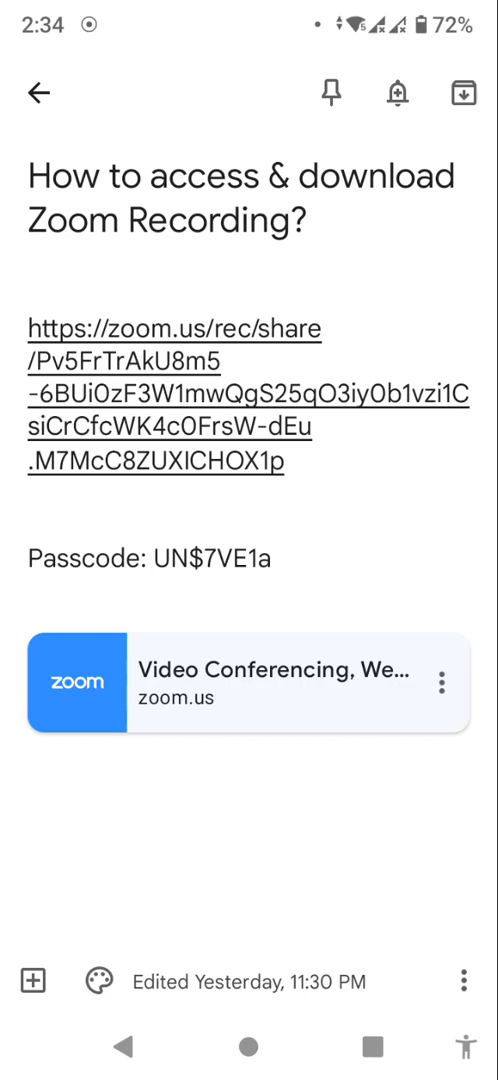 2:34
72%
How to access & download
Zoom Recording?
https://zoom.us/rec/share
/Pv5FrTrAkU8m5
-6BUi0zF3W1mwQgS25qO3iy0b1vzi1C
siCrCfcWK4c0FrsW-dEu
.M7McC8ZUXlCHOX1p
Passcode: UN$7VE1a
zoom
Video Conferencing, We...
zoom.us
Edited Yesterday, 11:30 PM